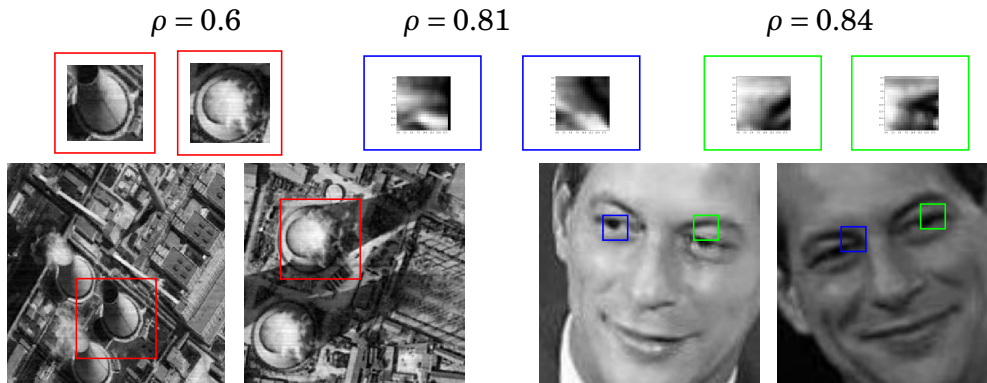 ρ = 0.6 ρ = 0.81 ρ = 0.84